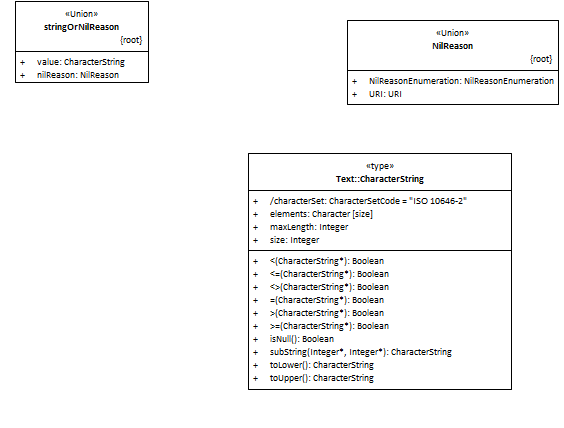 «Union»
stringOrNilReason
{root}
+ value: CharacterString
+ nilReason: NilReason
«Union»
NilReason
{root}
+ NilReasonEnumeration: NilReasonEnumeration
+ URI: URI
«type»
Text::CharacterString
+ /characterSet: CharacterSetCode = "ISO 10646-2"
+ elements: Character [size]
+ maxLength: Integer
+ size: Integer
+ <(CharacterString*): Boolean
+ <=(CharacterString*): Boolean
+ <>(CharacterString*): Boolean
+ =(CharacterString*): Boolean
+ >(CharacterString*): Boolean
+ >=(CharacterString*): Boolean
+ isNull(): Boolean
+ subString(Integer*, Integer*): CharacterString
+ toLower(): CharacterString
+ toUpper(): CharacterString